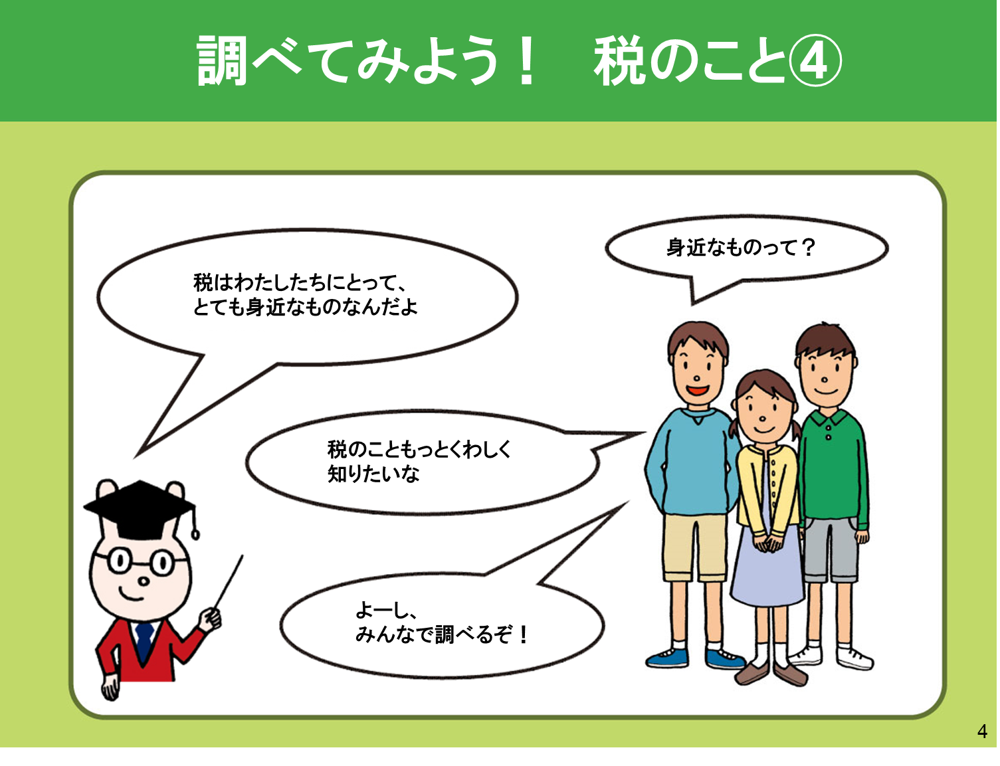 調べてみよう！　税のこと④
税はわたしたちにとって、
とても身近なものなんだよ
身近なものって？
税のこともっとくわしく
知りたいな
よーし、
みんなで調べるぞ！
4